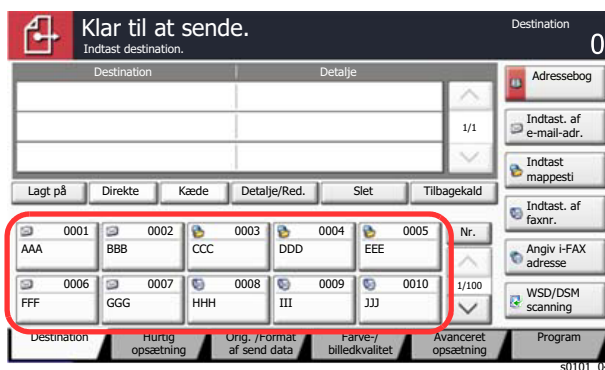 Klar til at sende.
Indtast destination.
Destination
0
Destination
Detalje
1/1
Adressebog
Indtast. af
e-mail-adr.
Indtast
mappesti
Indtast. af
faxnr.
Angiv i-FAX
adresse
WSD/DSM
scanning
Lagt på
Direkte
Kæde
Detalje/Red.
Slet
Tilbagekald
0001
AAA
0002
BBB
0003
CCC
0004
DDD
0005
EEE
Nr.
0006
FFF
0007
GGG
0008
HHH
0009
III
0010
JJJ
1/100
Destination
Hurtig
opsætning
Orig. /Format
af send data
Farve-/
billedkvalitet
Avanceret
opsætning
Program